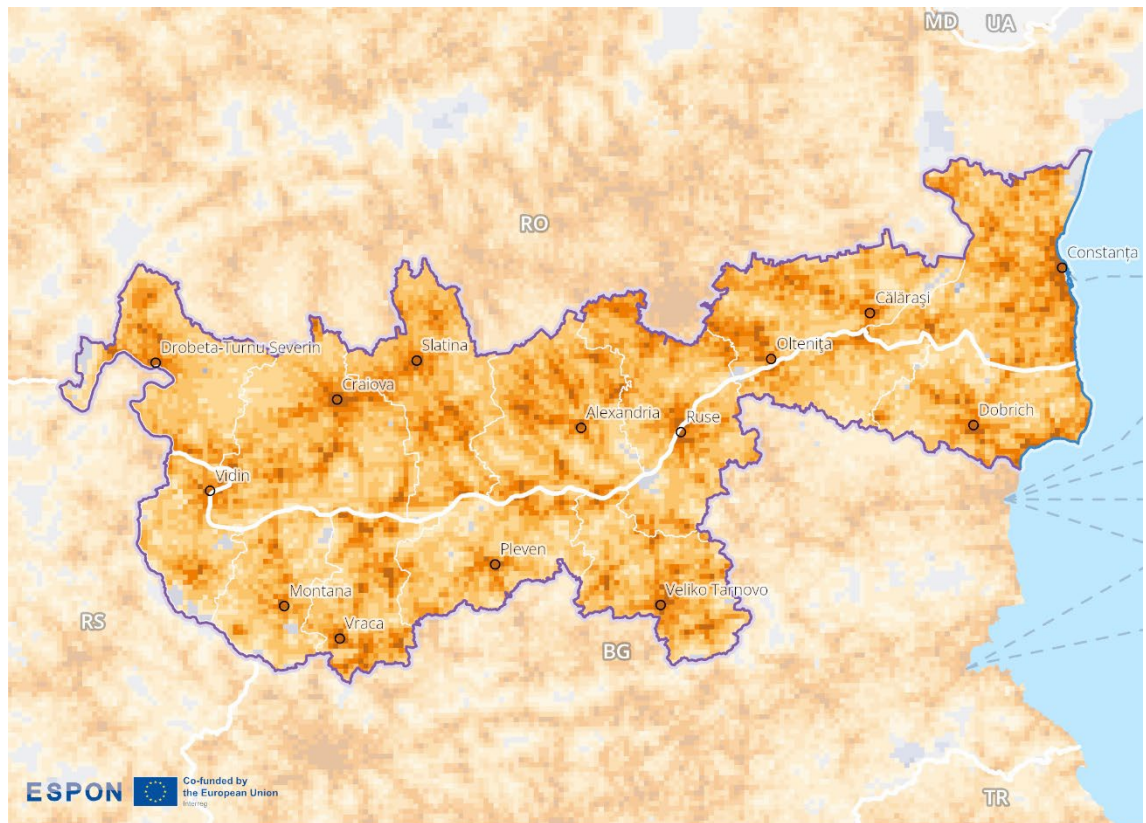 MD
UA
RO
Constanța
Călărași
Drobeta-Turnu Severin
Slatina
Oltenița
Craiova
Alexandria
Ruse
Dobrich
Vidin
Pleven
Montana
Veliko Tarnovo
Vraca
RS
BG
ESPON
Co-funded by
the European Union
Interreg
TR